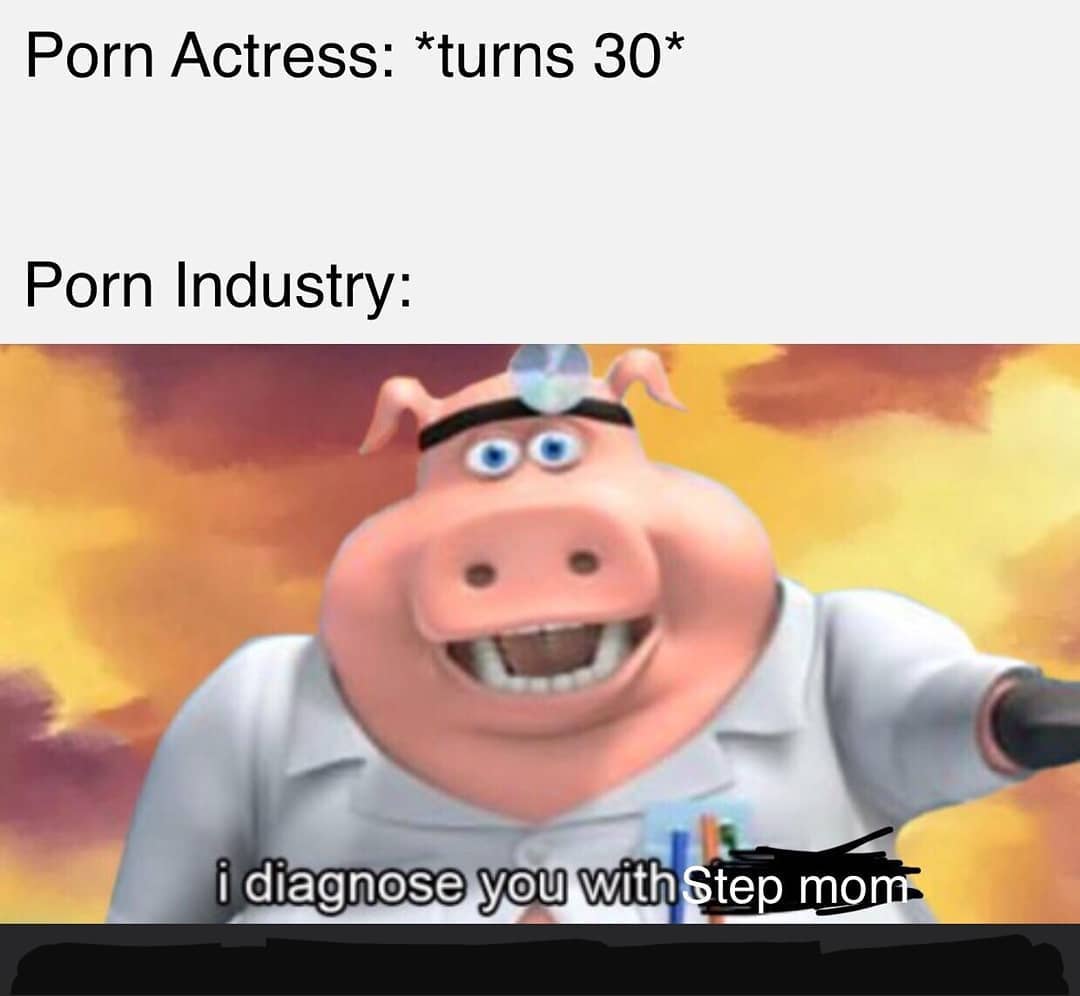 Porn Actress: *turns 30*
Porn Industry:
i diagnose you with Step mom